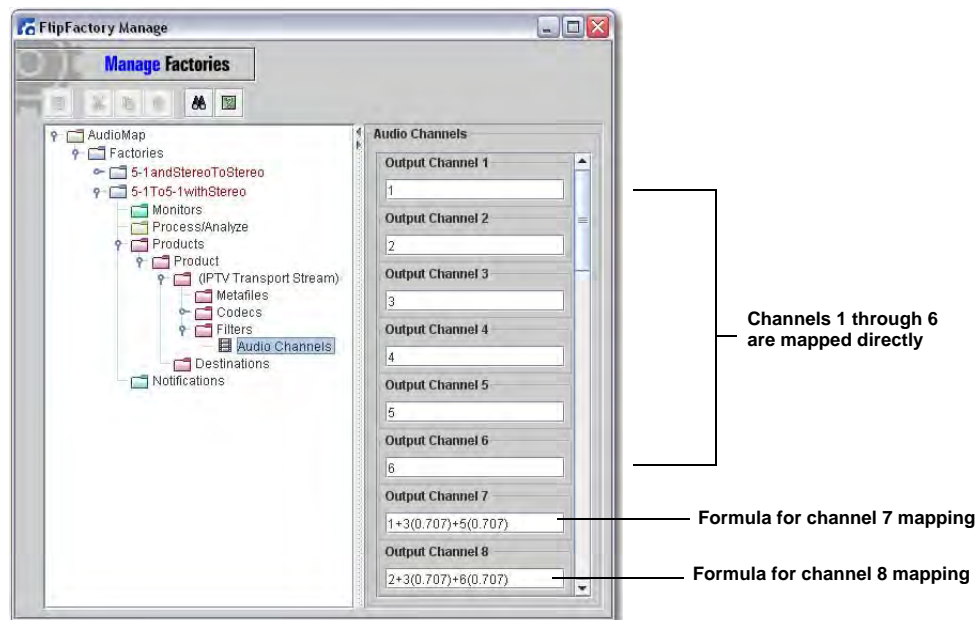 FlipFactory Manage
Manage Factories
AudioMap
Factories
5-1andStereoToStereo
5-1To5-1withStereo
Monitors
Process/Analyze
Products
Product
(IPTV Transport Stream)
Metafiles
Codecs
Filters
Audio Channels
Destinations
Notifications
Audio Channels
Output Channel 1
1
Output Channel 2
2
Output Channel 3
3
Output Channel 4
4
Output Channel 5
5
Output Channel 6
6
Output Channel 7
1+3(0.707)+5(0.707)
Output Channel 8
2+3(0.707)+6(0.707)
Channels 1 through 6
are mapped directly
Formula for channel 7 mapping
Formula for channel 8 mapping